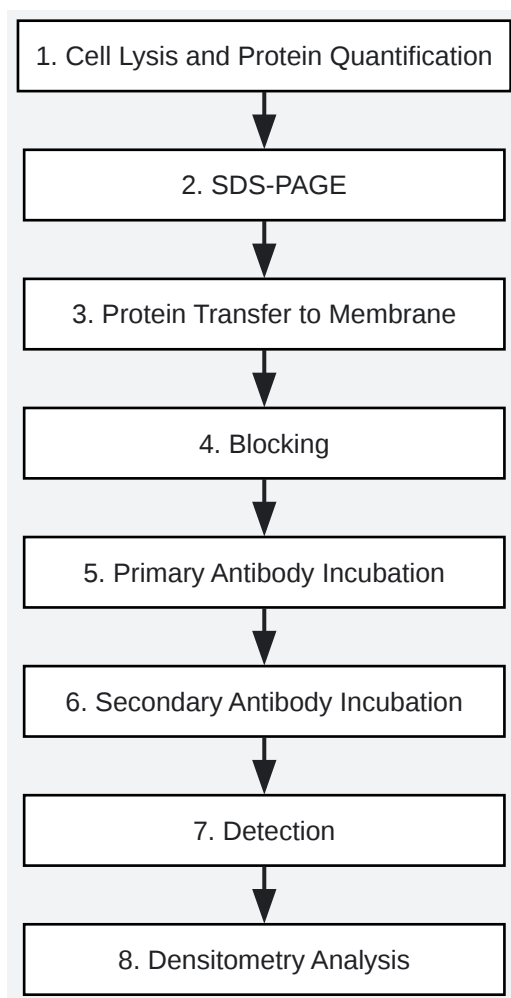 1. Cell Lysis and Protein Quantification
2. SDS-PAGE
3. Protein Transfer to Membrane
4. Blocking
5. Primary Antibody Incubation
6. Secondary Antibody Incubation
7. Detection
8. Densitometry Analysis